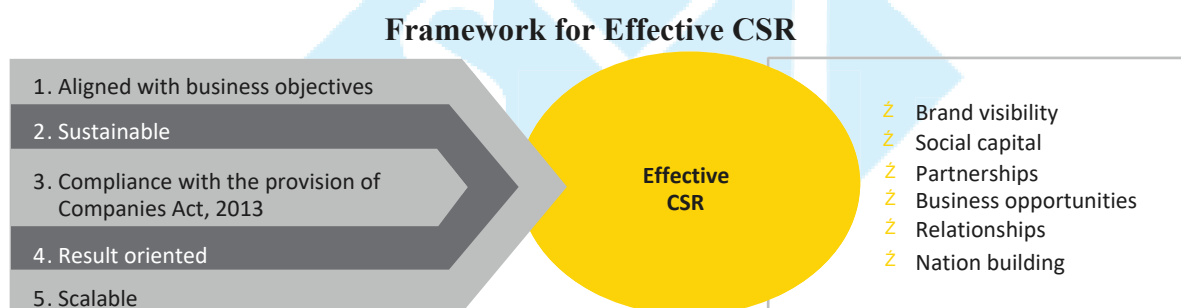 Framework for Effective CSR
1. Aligned with business objectives
2. Sustainable
3. Compliance with the provision of
Companies Act, 2013
4. Result oriented
5. Scalable
Effective
CSR
Ż Brand visibility
Ż Social capital
Ż Partnerships
Ż Business opportunities
Ż Relationships
Ż Nation building